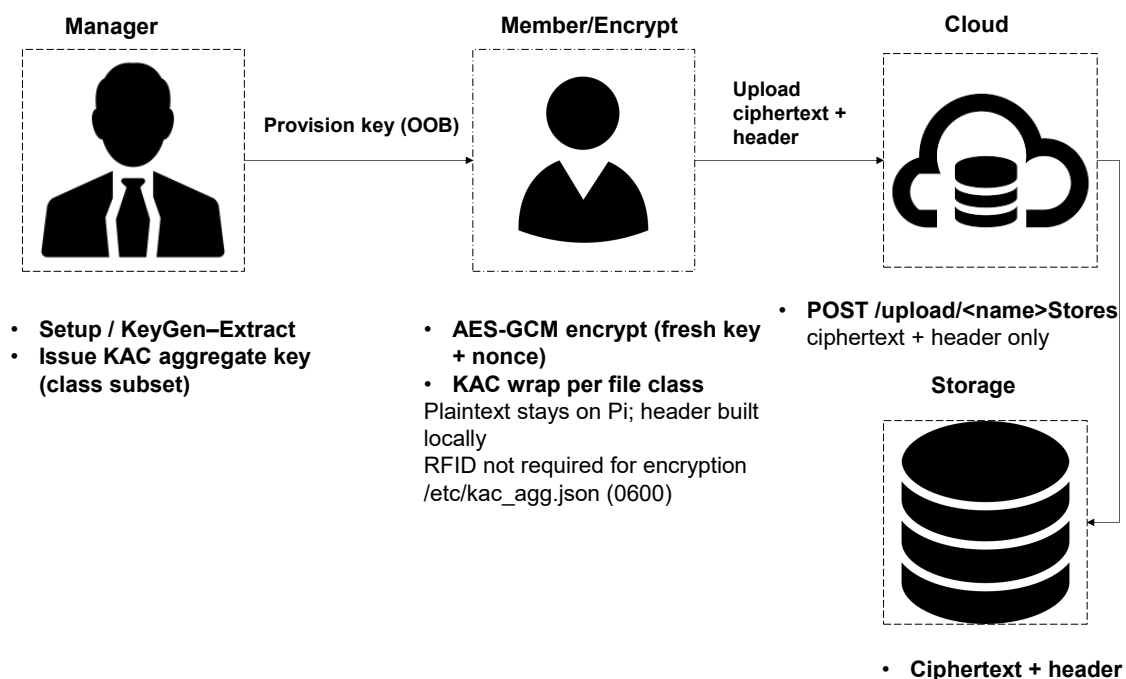 Manager
Member/Encrypt
Cloud
Provision key (OOB)
Upload
ciphertext +
header
• Setup / KeyGen–Extract
• Issue KAC aggregate key
(class subset)
• AES-GCM encrypt (fresh key
+ nonce)
• KAC wrap per file class
Plaintext stays on Pi; header built
locally
RFID not required for encryption
/etc/kac_agg.json (0600)
• POST /upload/<name>Stores
ciphertext + header only
Storage
• Ciphertext + header